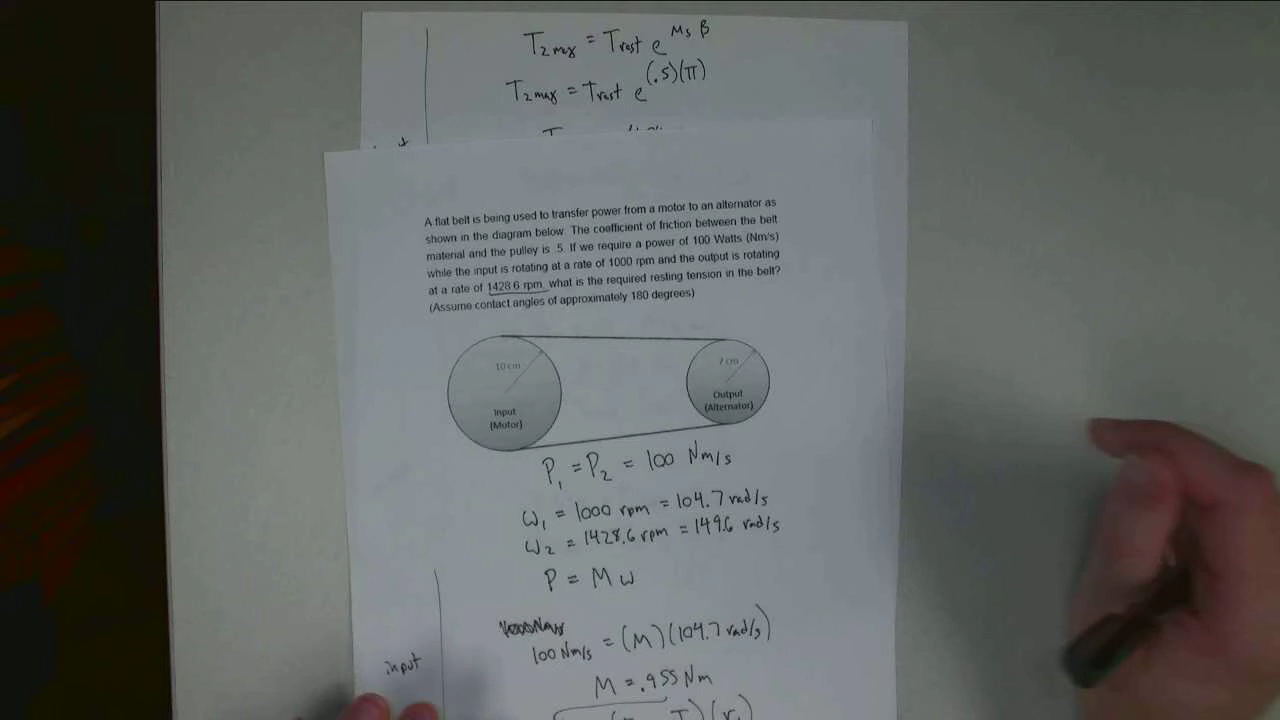 T2max = Trest e^Ms β
T2max = Trest e^(.5)(π)
A flat belt is being used to transfer power from a motor to an alternator as
shown in the diagram below. The coefficient of friction between the belt
material and the pulley is .5. If we require a power of 100 Watts (Nm/s)
while the input is rotating at a rate of 1000 rpm and the output is rotating
at a rate of 1428.6 rpm, what is the required resting tension in the belt?
(Assume contact angles of approximately 180 degrees)
10 cm
Input
(Motor)
7 cm
Output
(Alternator)
P1 = P2 = 100 Nm/s
ω1 = 1000 rpm = 104.7 rad/s
ω2 = 1428.6 rpm = 149.6 rad/s
P = M ω
input
100 Nm/s = (M)(104.7 rad/s)
M = .955 Nm
T)(r1)